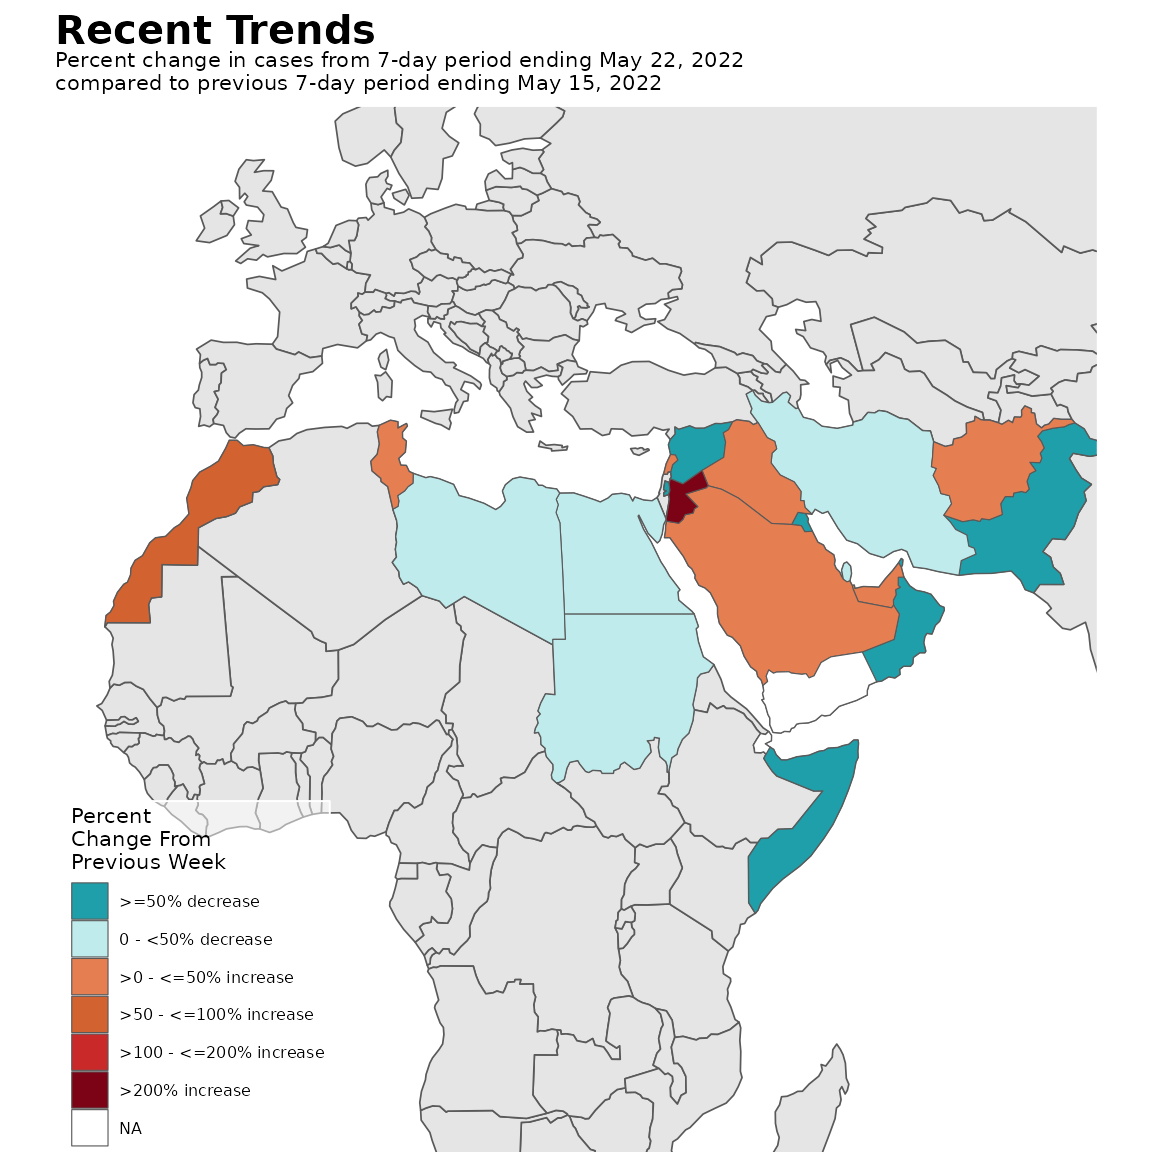 Recent Trends
Percent change in cases from 7-day period ending May 22, 2022
compared to previous 7-day period ending May 15, 2022
Percent
Change From
Previous Week
>=50% decrease
0 - <50% decrease
>0 - <=50% increase
>50 - <=100% increase
>100 - <=200% increase
>200% increase
NA